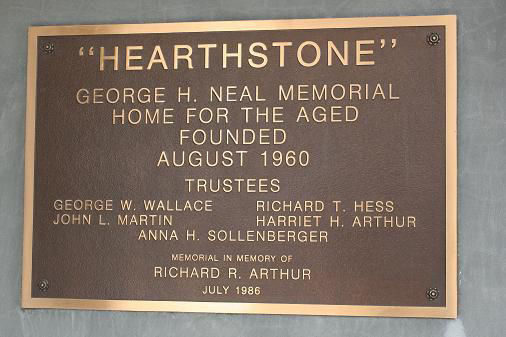 "HEARTHSTONE"
GEORGE H. NEAL MEMORIAL
HOME FOR THE AGED
FOUNDED
AUGUST 1960
TRUSTEES
GEORGE W. WALLACE RICHARD T. HESS
JOHN L. MARTIN HARRIET H. ARTHUR
ANNA H. SOLLENBERGER
MEMORIAL IN MEMORY OF
RICHARD R. ARTHUR
JULY 1986